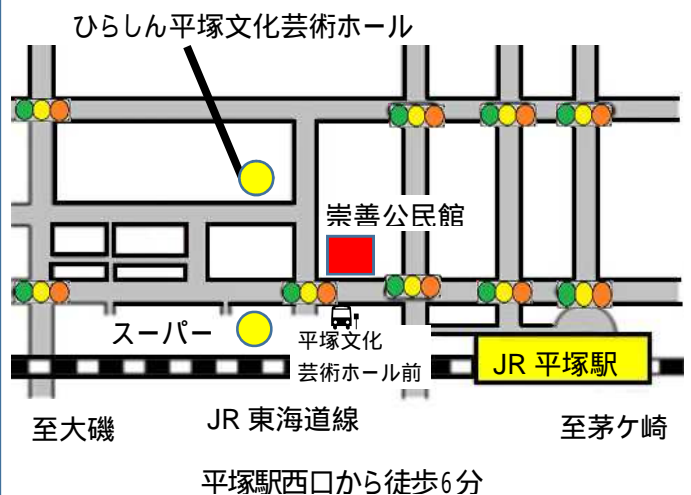 ひらしん平塚文化芸術ホール
崇善公民館
スーパー
平塚文化
芸術ホール前
JR 平塚駅
至大磯
JR 東海道線
至茅ケ崎
平塚駅西口から徒歩6分